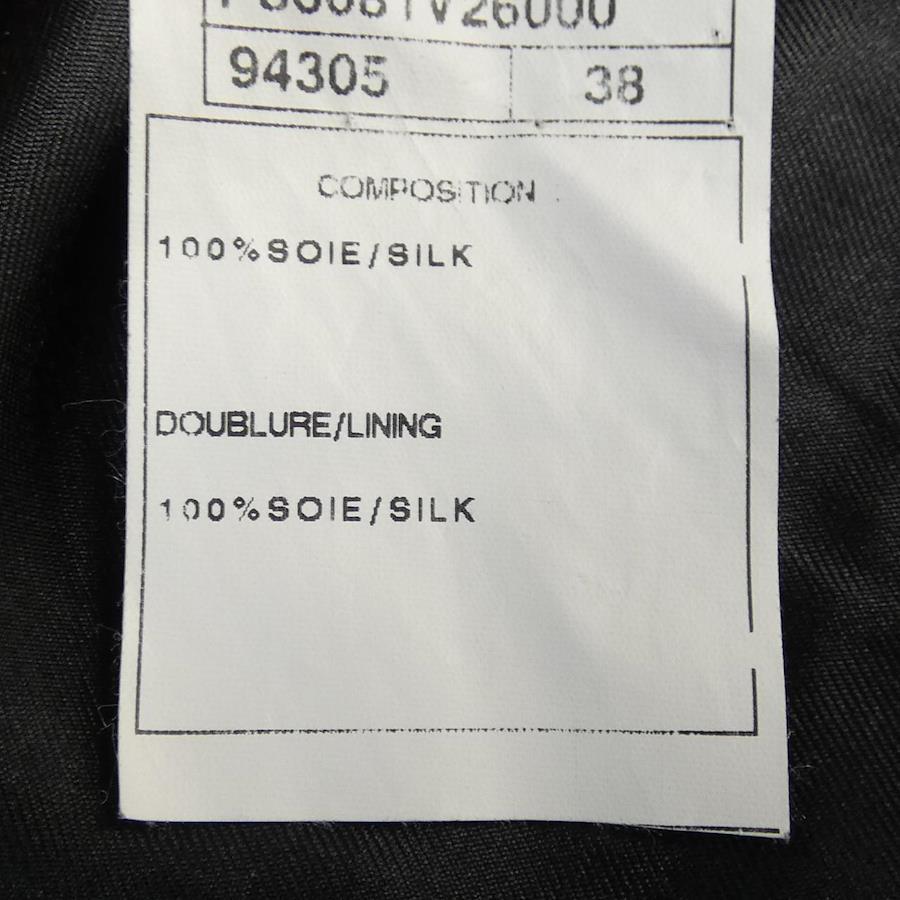 94305 38
COMPOSITION
100%SOIE/SILK
DOUBLURE/LINING
100%SOIE/SILK